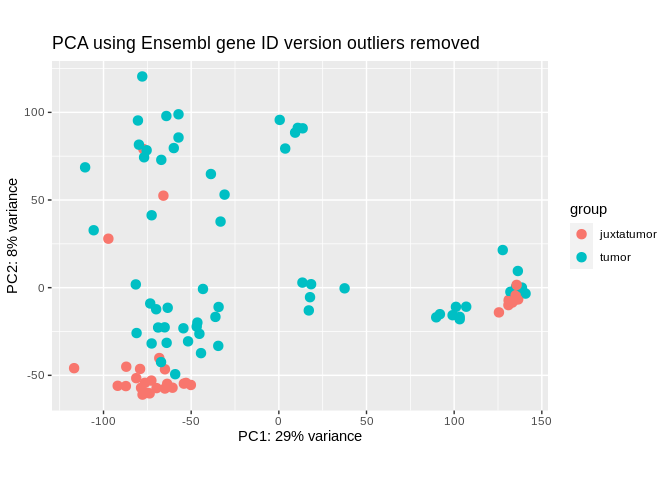 PCA using Ensembl gene ID version outliers removed
100
50
0
-50
PC2: 8% variance
-100
-50
0
50
100
150
PC1: 29% variance
group
juxtatumor
tumor